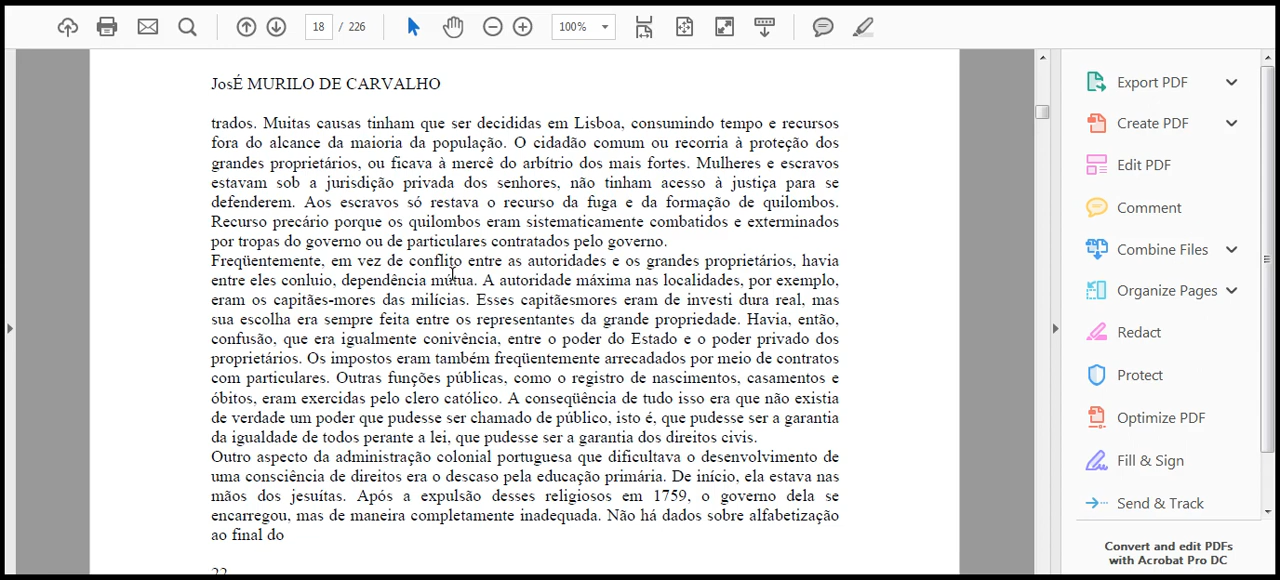 18 / 226
100%
JosÉ MURILO DE CARVALHO
trados. Muitas causas tinham que ser decididas em Lisboa, consumindo tempo e recursos
fora do alcance da maioria da população. O cidadão comum ou recorria à proteção dos
grandes proprietários, ou ficava à mercê do arbítrio dos mais fortes. Mulheres e escravos
estavam sob a jurisdição privada dos senhores, não tinham acesso à justiça para se
defenderem. Aos escravos só restava o recurso da fuga e da formação de quilombos.
Recurso precário porque os quilombos eram sistematicamente combatidos e exterminados
por tropas do governo ou de particulares contratados pelo governo.
Freqüentemente, em vez de conflito entre as autoridades e os grandes proprietários, havia
entre eles conluio, dependência mútua. A autoridade máxima nas localidades, por exemplo,
eram os capitães-mores das milícias. Esses capitãesmores eram de investi dura real, mas
sua escolha era sempre feita entre os representantes da grande propriedade. Havia, então,
confusão, que era igualmente conivência, entre o poder do Estado e o poder privado dos
proprietários. Os impostos eram também freqüentemente arrecadados por meio de contratos
com particulares. Outras funções públicas, como o registro de nascimentos, casamentos e
óbitos, eram exercidas pelo clero católico. A conseqüência de tudo isso era que não existia
de verdade um poder que pudesse ser chamado de público, isto é, que pudesse ser a garantia
da igualdade de todos perante a lei, que pudesse ser a garantia dos direitos civis.
Outro aspecto da administração colonial portuguesa que dificultava o desenvolvimento de
uma consciência de direitos era o descaso pela educação primária. De início, ela estava nas
mãos dos jesuítas. Após a expulsão desses religiosos em 1759, o governo dela se
encarregou, mas de maneira completamente inadequada. Não há dados sobre alfabetização
ao final do
22
Export PDF
Create PDF
Edit PDF
Comment
Combine Files
Organize Pages
Redact
Protect
Optimize PDF
Fill & Sign
Send & Track
Convert and edit PDFs
with Acrobat Pro DC